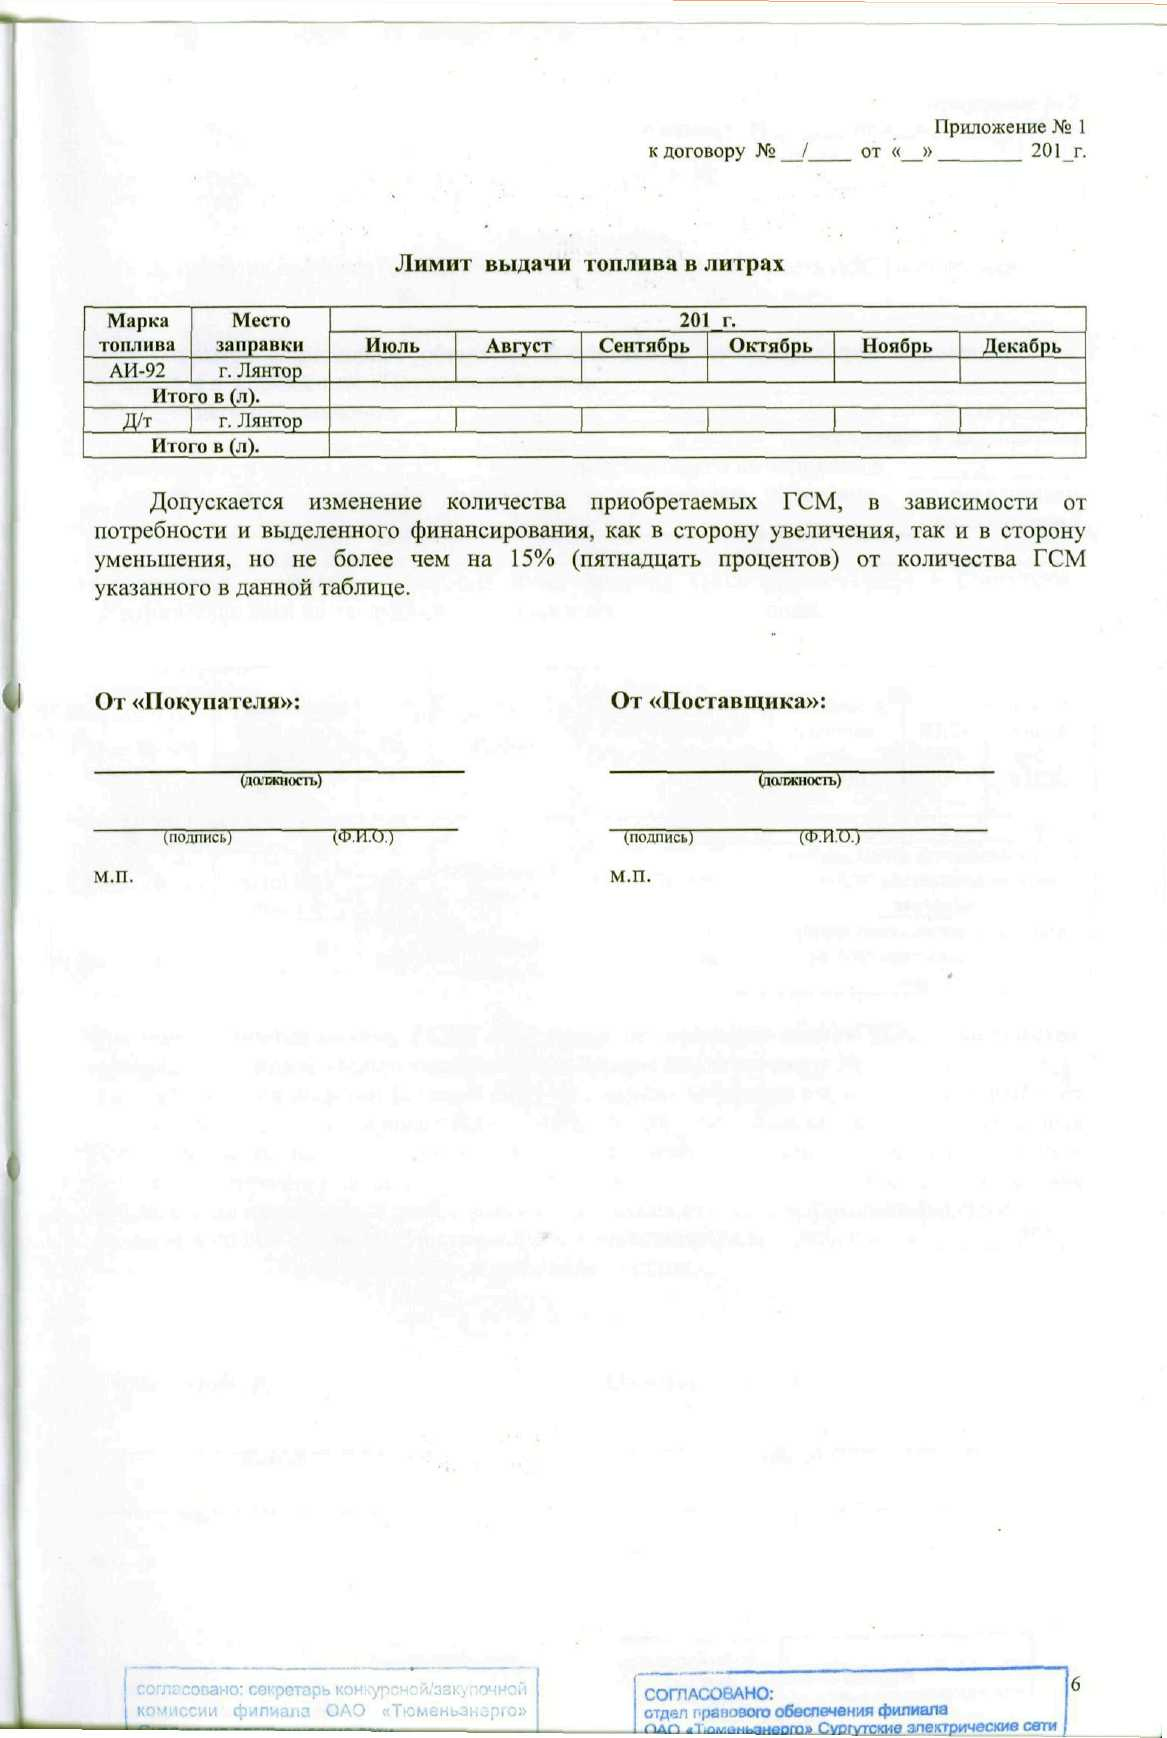 Приложение № 1
к договору № __/____ от «__» ________ 201_г.
Лимит выдачи топлива в литрах
Марка топлива Место заправки 201_г.
Июль Август Сентябрь Октябрь Ноябрь Декабрь
АИ-92 г. Лянтор
Итого в (л).
Д/т г. Лянтор
Итого в (л).
Допускается изменение количества приобретаемых ГСМ, в зависимости от
потребности и выделенного финансирования, как в сторону увеличения, так и в сторону
уменьшения, но не более чем на 15% (пятнадцать процентов) от количества ГСМ
указанного в данной таблице.
От «Покупателя»: От «Поставщика»:
(должность) (должность)
(подпись) (Ф.И.О.) (подпись) (Ф.И.О.)
м.п. м.п.
6
согласовано: секретарь конкурсной/закупочной
комиссии филиала ОАО «Тюменьэнерго»
СОГЛАСОВАНО:
отдел правового обеспечения филиала
ОАО «Тюменьэнерго» Сургутские электрические сети